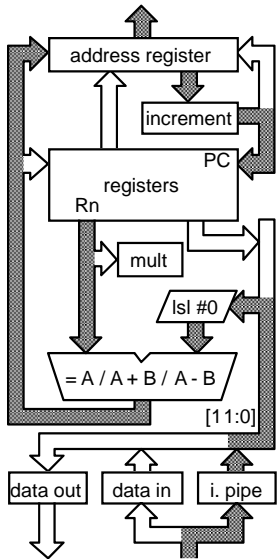 address register
increment
PC
registers
Rn
mult
lsl #0
= A / A + B / A - B
[11:0]
data out
data in
i. pipe